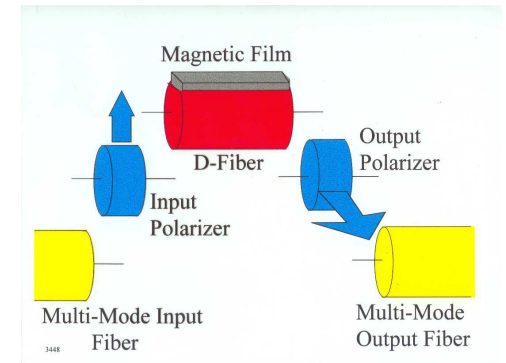 Magnetic Film
D-Fiber
Output
Polarizer
Input
Polarizer
Multi-Mode Input
Fiber
Multi-Mode
Output Fiber
3448